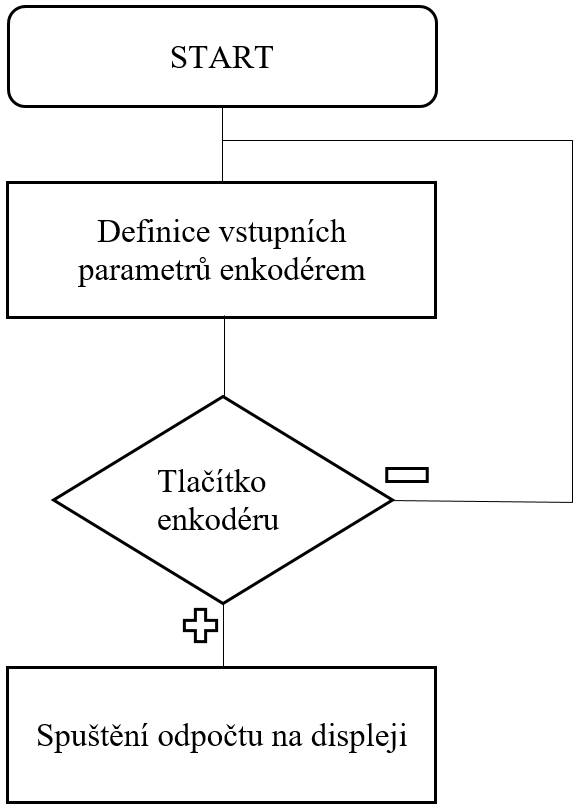 START
Definice vstupních
parametrů enkodérem
Tlačítko
enkodéru
Spuštění odpočtu na displeji